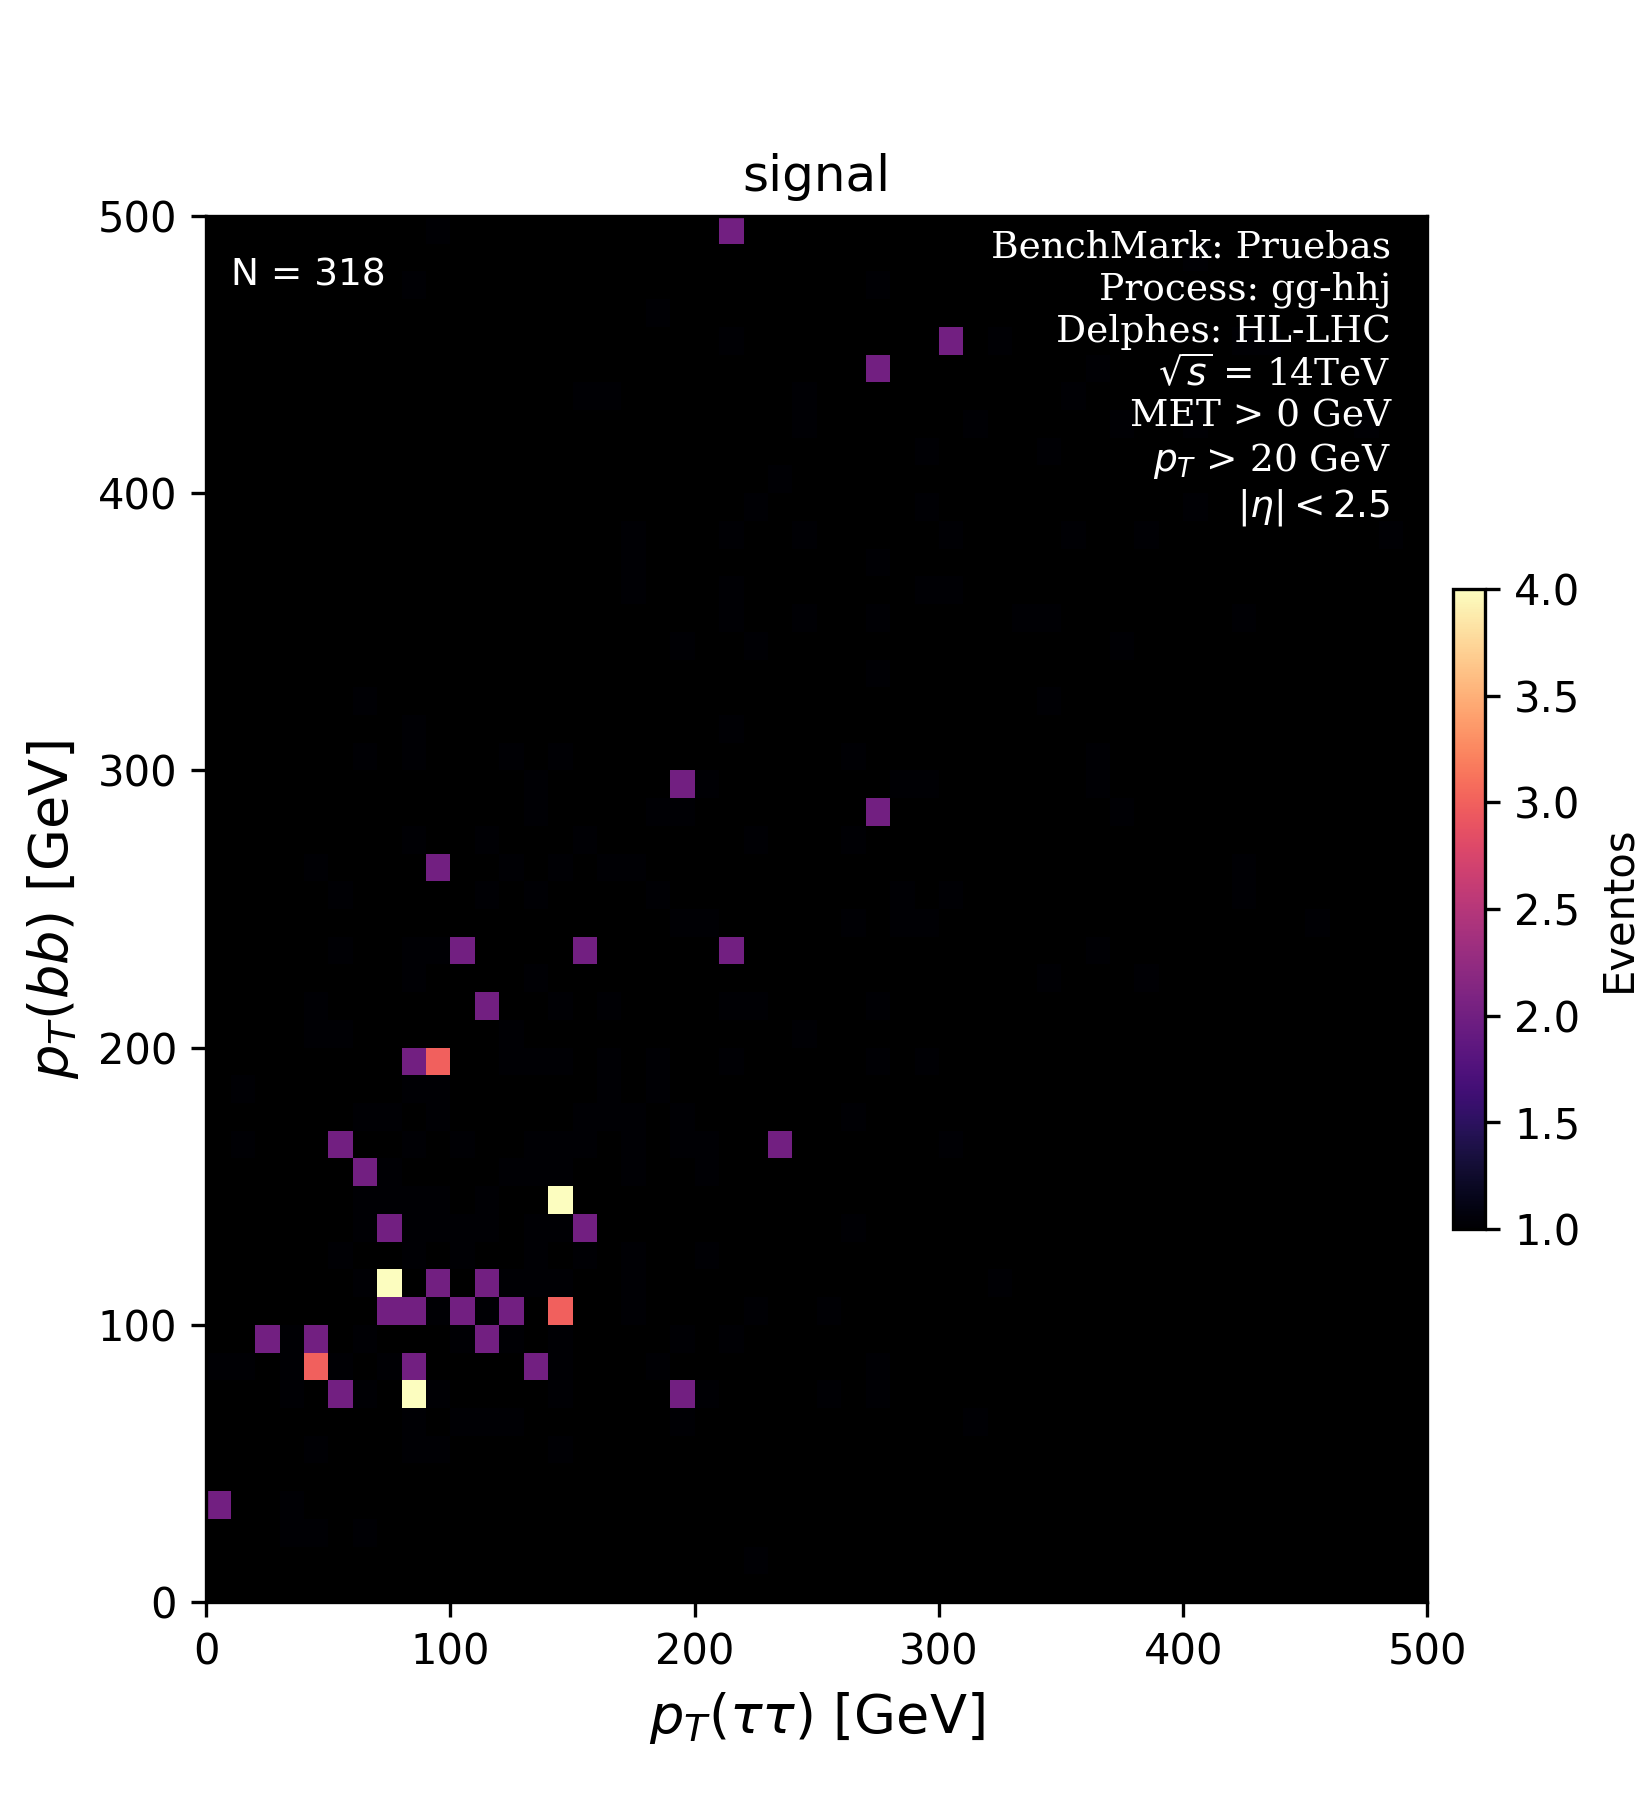 signal
500
400
300
200
100
0
N = 318
BenchMark: Pruebas
Process: gg-hhj
Delphes: HL-LHC
√s = 14TeV
MET > 0 GeV
p_T > 20 GeV
|η| < 2.5
p_T(bb) [GeV]
0 100 200 300 400 500
p_T(ττ) [GeV]
4.0
3.5
3.0
2.5
2.0
1.5
1.0
Eventos